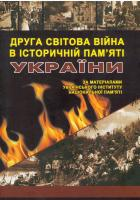 ДРУГА СВІТОВА ВІЙНА
В ІСТОРИЧНІЙ ПАМ'ЯТІ
УКРАЇНИ
ЗА МАТЕРІАЛАМИ
УКРАЇНСЬКОГО ІНСТИТУТУ
НАЦІОНАЛЬНОЇ ПАМ'ЯТІ